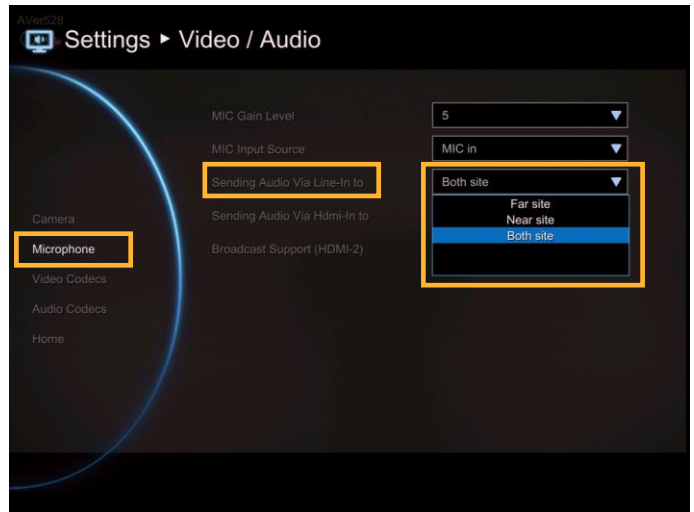 AVer528
Settings ► Video / Audio
MIC Gain Level
5
MIC Input Source
MIC in
Sending Audio Via Line-In to
Both site
Far site
Near site
Both site
Sending Audio Via Hdmi-In to
Broadcast Support (HDMI-2)
Camera
Microphone
Video Codecs
Audio Codecs
Home